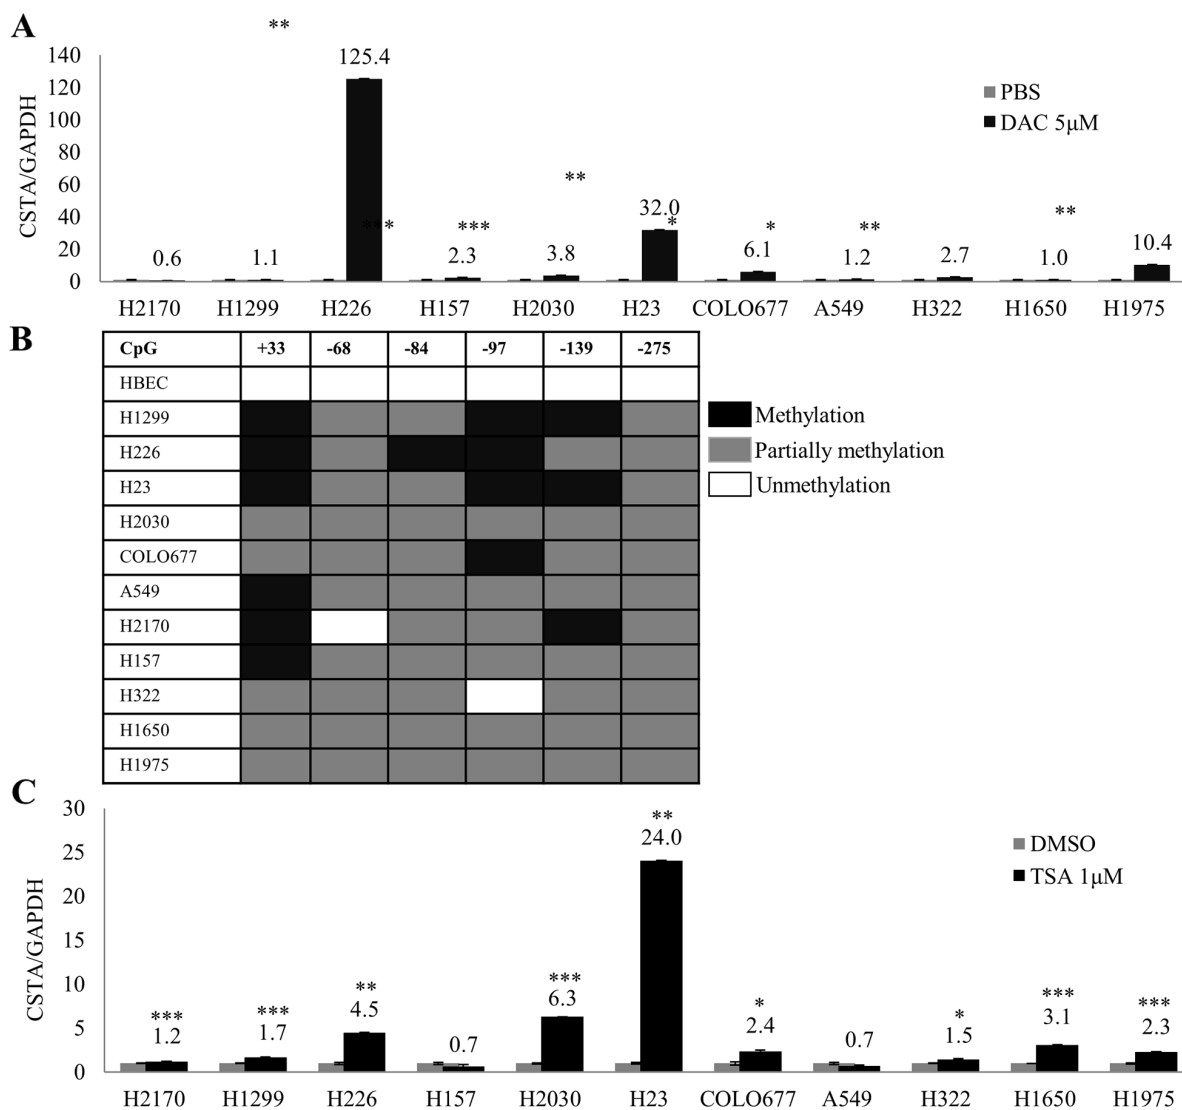 A
**
CSTA/GAPDH
140
120
100
80
60
40
20
0
125.4
PBS
DAC 5μM
**
32.0
***
***
*
*
**
**
0.6
1.1
2.3
3.8
6.1
1.2
2.7
1.0
10.4
H2170 H1299 H226 H157 H2030 H23 COLO677 A549 H322 H1650 H1975
B
CpG +33 -68 -84 -97 -139 -275
HBEC
H1299
H226
H23
H2030
COLO677
A549
H2170
H157
H322
H1650
H1975
Methylation
Partially methylation
Unmethylation
C
CSTA/GAPDH
30
25
20
15
10
5
0
DMSO
TSA 1μM
***
1.2
***
1.7
**
4.5
0.7
***
6.3
**
24.0
*
2.4
0.7
*
1.5
***
3.1
***
2.3
H2170 H1299 H226 H157 H2030 H23 COLO677 A549 H322 H1650 H1975